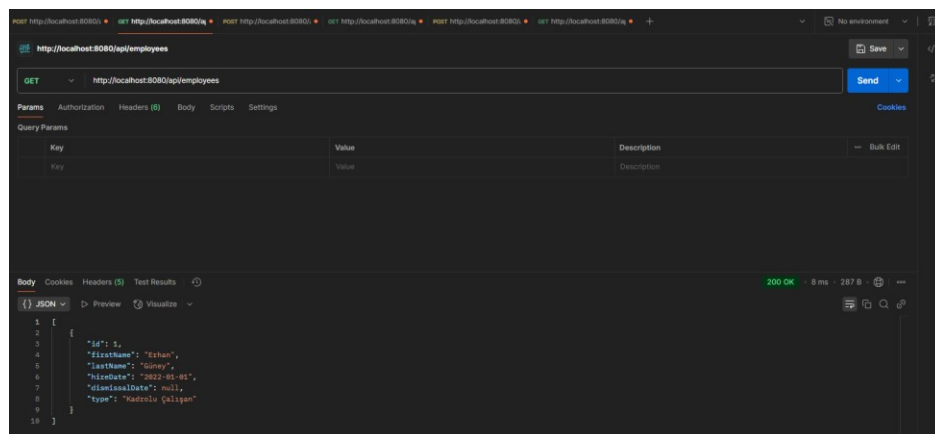 POST http://localhost:8080/ GET http://localhost:8080/a POST http://localhost:8080/ GET http://localhost:8080/a POST http://localhost:8080/ GET http://localhost:8080/a + No environment
http://localhost:8080/api/employees Save
GET http://localhost:8080/api/employees Send
Params Authorization Headers (6) Body Scripts Settings Cookies
Query Params
Key Value Description Bulk Edit
Key Value Description
Body Cookies Headers (5) Test Results 200 OK · 8 ms · 287 B
{} JSON Preview Visualize
1 [
2 {
3 "id": 1,
4 "firstName": "Erhan",
5 "lastName": "Güney",
6 "hireDate": "2022-01-01",
7 "dismissalDate": null,
8 "type": "Kadrolu Çalışan"
9 }
10 ]